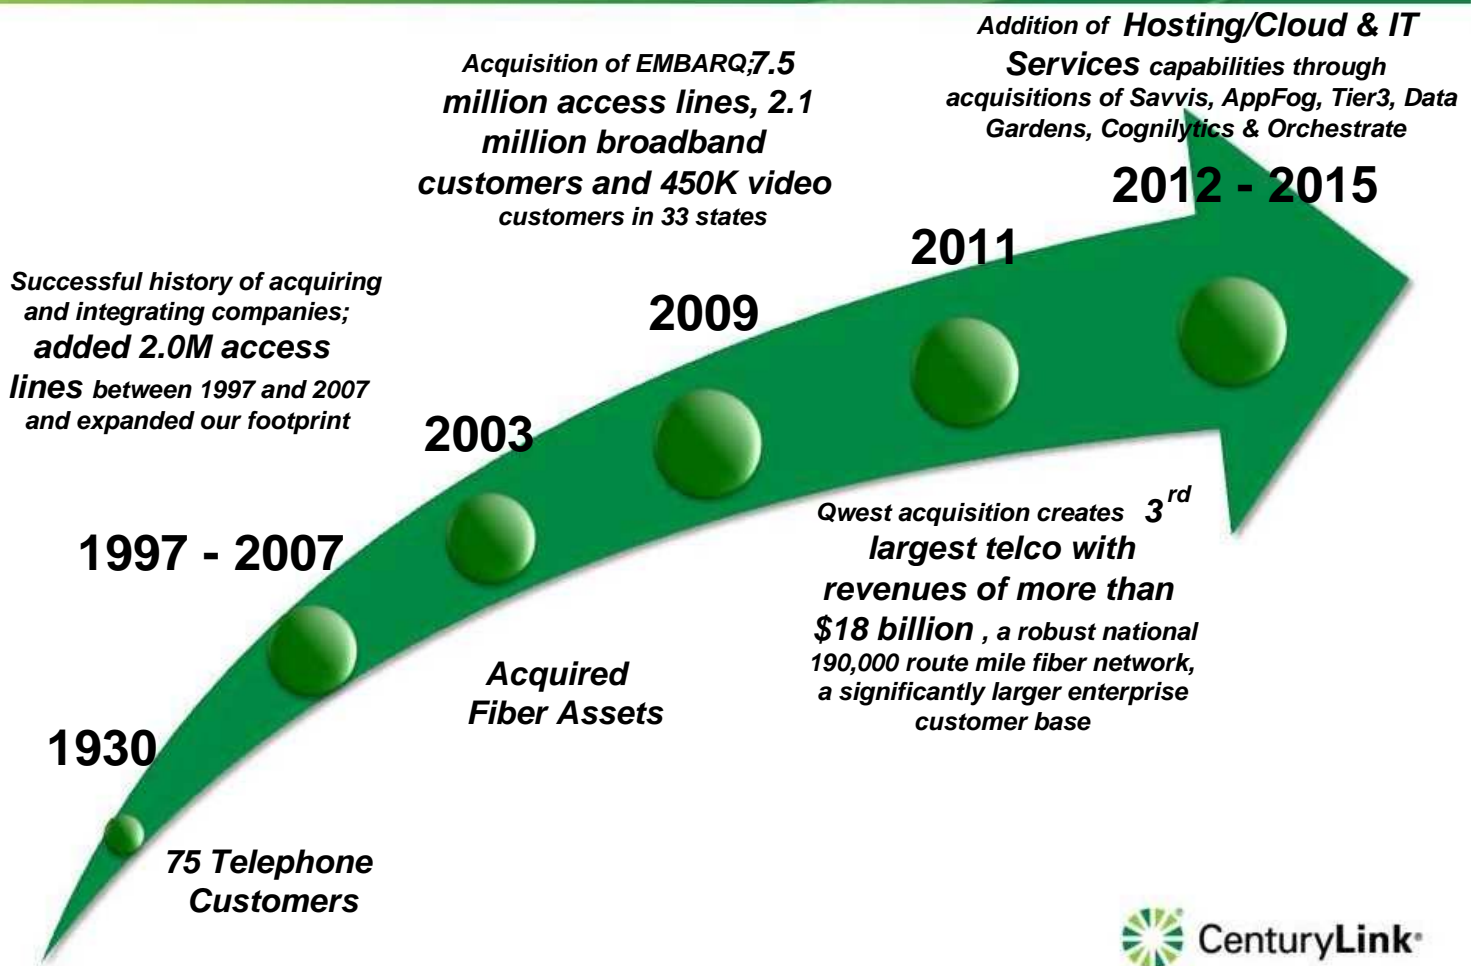 Addition of Hosting/Cloud & IT
Services capabilities through
acquisitions of Savvis, AppFog, Tier3, Data
Gardens, Cognilytics & Orchestrate
2012 - 2015
Acquisition of EMBARQ;7.5
million access lines, 2.1
million broadband
customers and 450K video
customers in 33 states
2011
2009
Successful history of acquiring
and integrating companies;
added 2.0M access
lines between 1997 and 2007
and expanded our footprint
2003
1997 - 2007
Qwest acquisition creates 3rd
largest telco with
revenues of more than
$18 billion , a robust national
190,000 route mile fiber network,
a significantly larger enterprise
customer base
Acquired
Fiber Assets
1930
75 Telephone
Customers
CenturyLink®